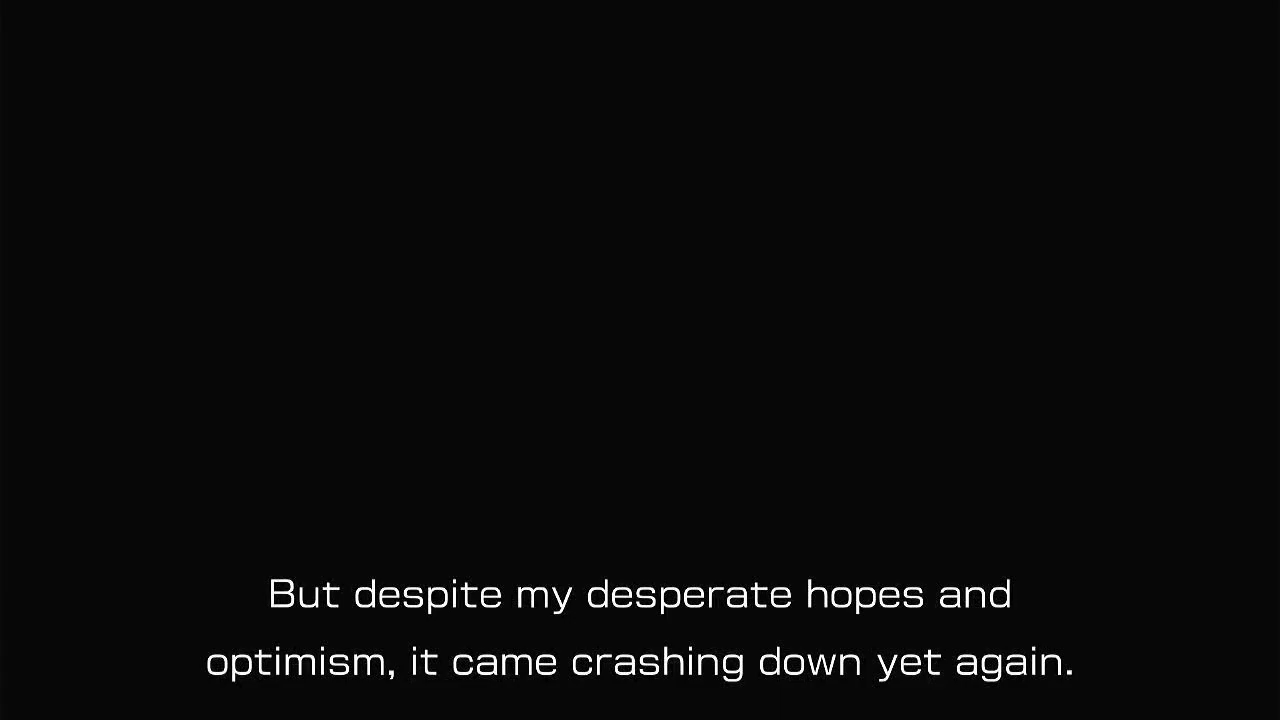 But despite my desperate hopes and
optimism, it came crashing down yet again.